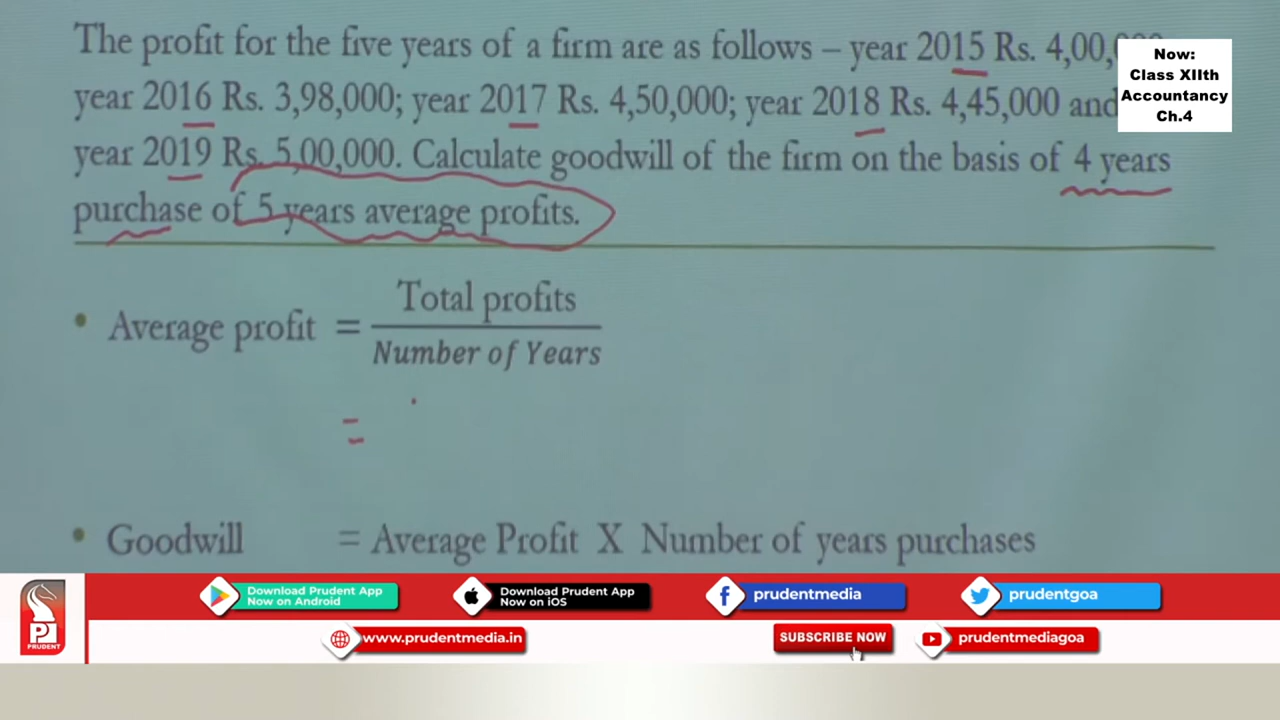 The profit for the five years of a firm are as follows – year 2015 Rs. 4,00,
year 2016 Rs. 3,98,000; year 2017 Rs. 4,50,000; year 2018 Rs. 4,45,000 and
year 2019 Rs. 5,00,000. Calculate goodwill of the firm on the basis of 4 years
purchase of 5 years average profits.
Now:
Class XIIth
Accountancy
Ch.4
• Average profit = Total profits
Number of Years
=
• Goodwill = Average Profit X Number of years purchases
PJ
PRUDENT
Download Prudent App
Now on Android
Download Prudent App
Now on iOS
prudentmedia
prudentgoa
www.prudentmedia.in
SUBSCRIBE NOW
prudentmediagoa